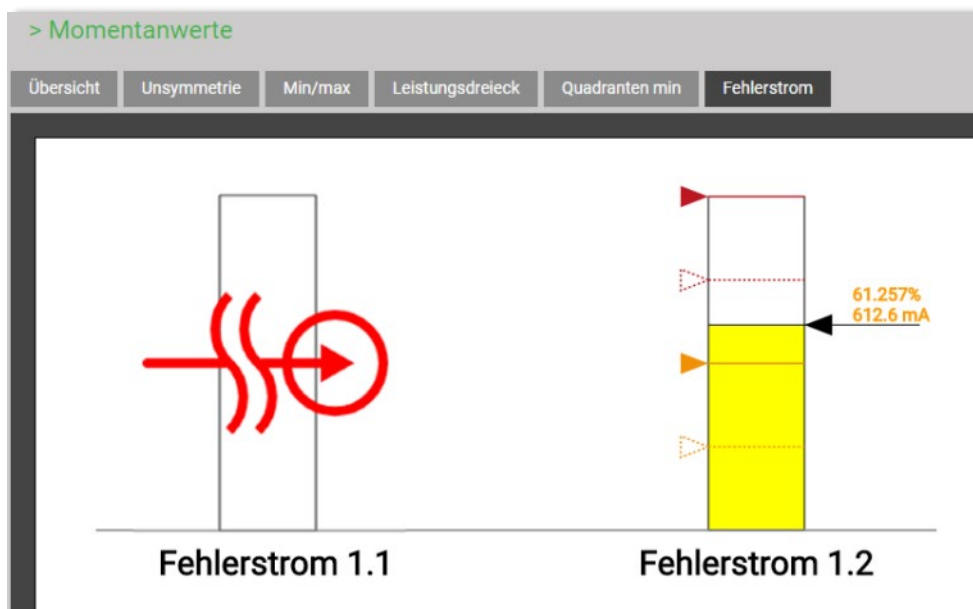 > Momentanwerte
Übersicht Unsymmetrie Min/max Leistungsdreieck Quadranten min Fehlerstrom
61.257%
612.6 mA
Fehlerstrom 1.1 Fehlerstrom 1.2